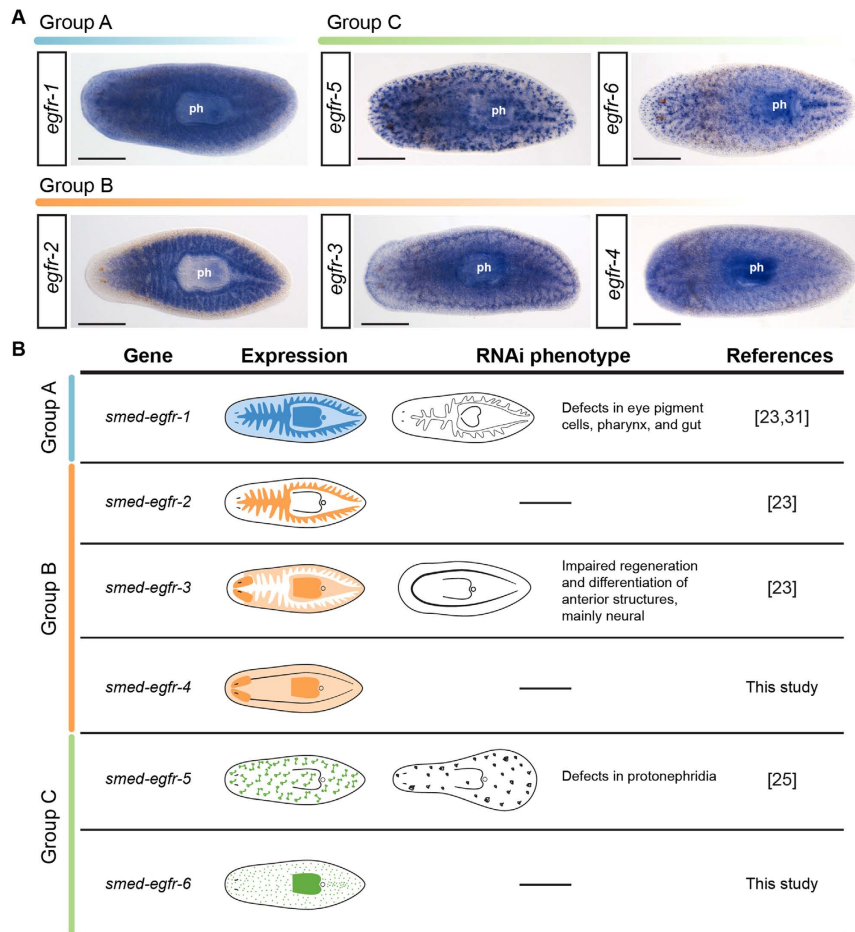 A
Group A
Group C
egfr-1
ph
egfr-5
ph
egfr-6
ph
Group B
egfr-2
ph
egfr-3
ph
egfr-4
ph
B
Gene Expression RNAi phenotype References
Group A
smed-egfr-1
Defects in eye pigment
cells, pharynx, and gut
[23,31]
Group B
smed-egfr-2
[23]
smed-egfr-3
Impaired regeneration
and differentiation of
anterior structures,
mainly neural
[23]
smed-egfr-4
This study
Group C
smed-egfr-5
Defects in protonephridia
[25]
smed-egfr-6
This study